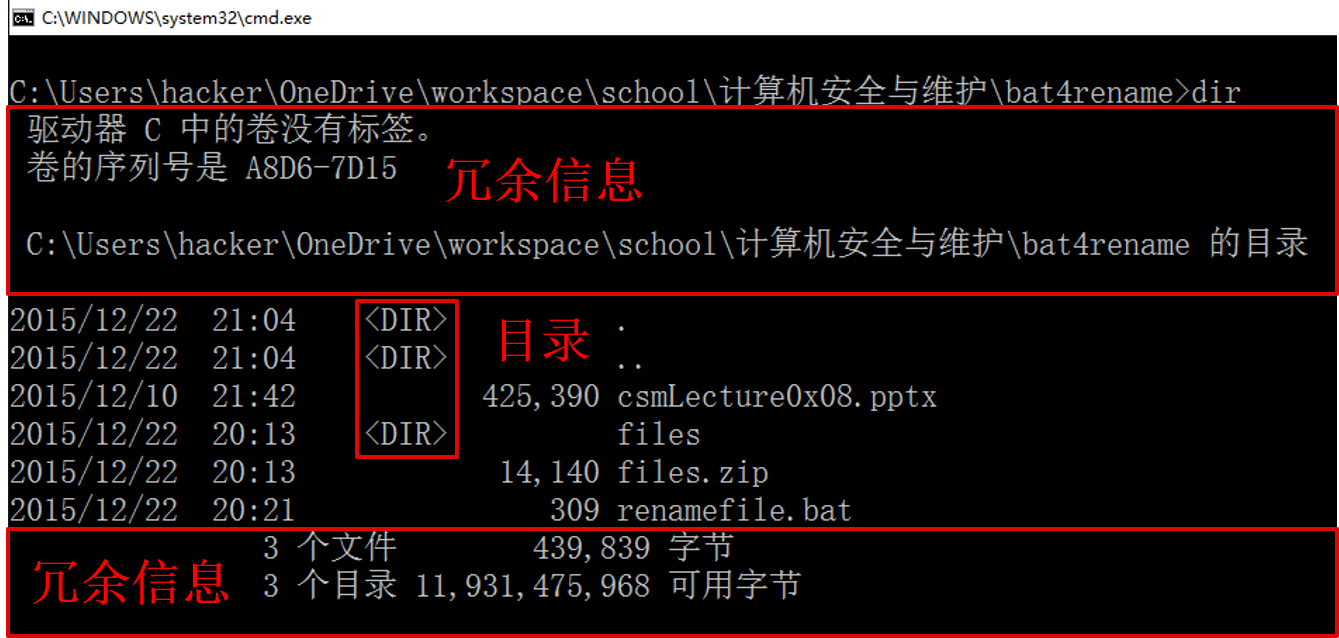 C:\WINDOWS\system32\cmd.exe
C:\Users\hacker\OneDrive\workspace\school\计算机安全与维护\bat4rename>dir
驱动器 C 中的卷没有标签。
卷的序列号是 A8D6-7D15
冗余信息
C:\Users\hacker\OneDrive\workspace\school\计算机安全与维护\bat4rename 的目录
2015/12/22  21:04    <DIR>          .
2015/12/22  21:04    <DIR>          ..
目录
2015/12/10  21:42           425,390 csmLecture0x08.pptx
2015/12/22  20:13    <DIR>          files
2015/12/22  20:13            14,140 files.zip
2015/12/22  20:21               309 renamefile.bat
3 个文件        439,839 字节
3 个目录 11,931,475,968 可用字节
冗余信息